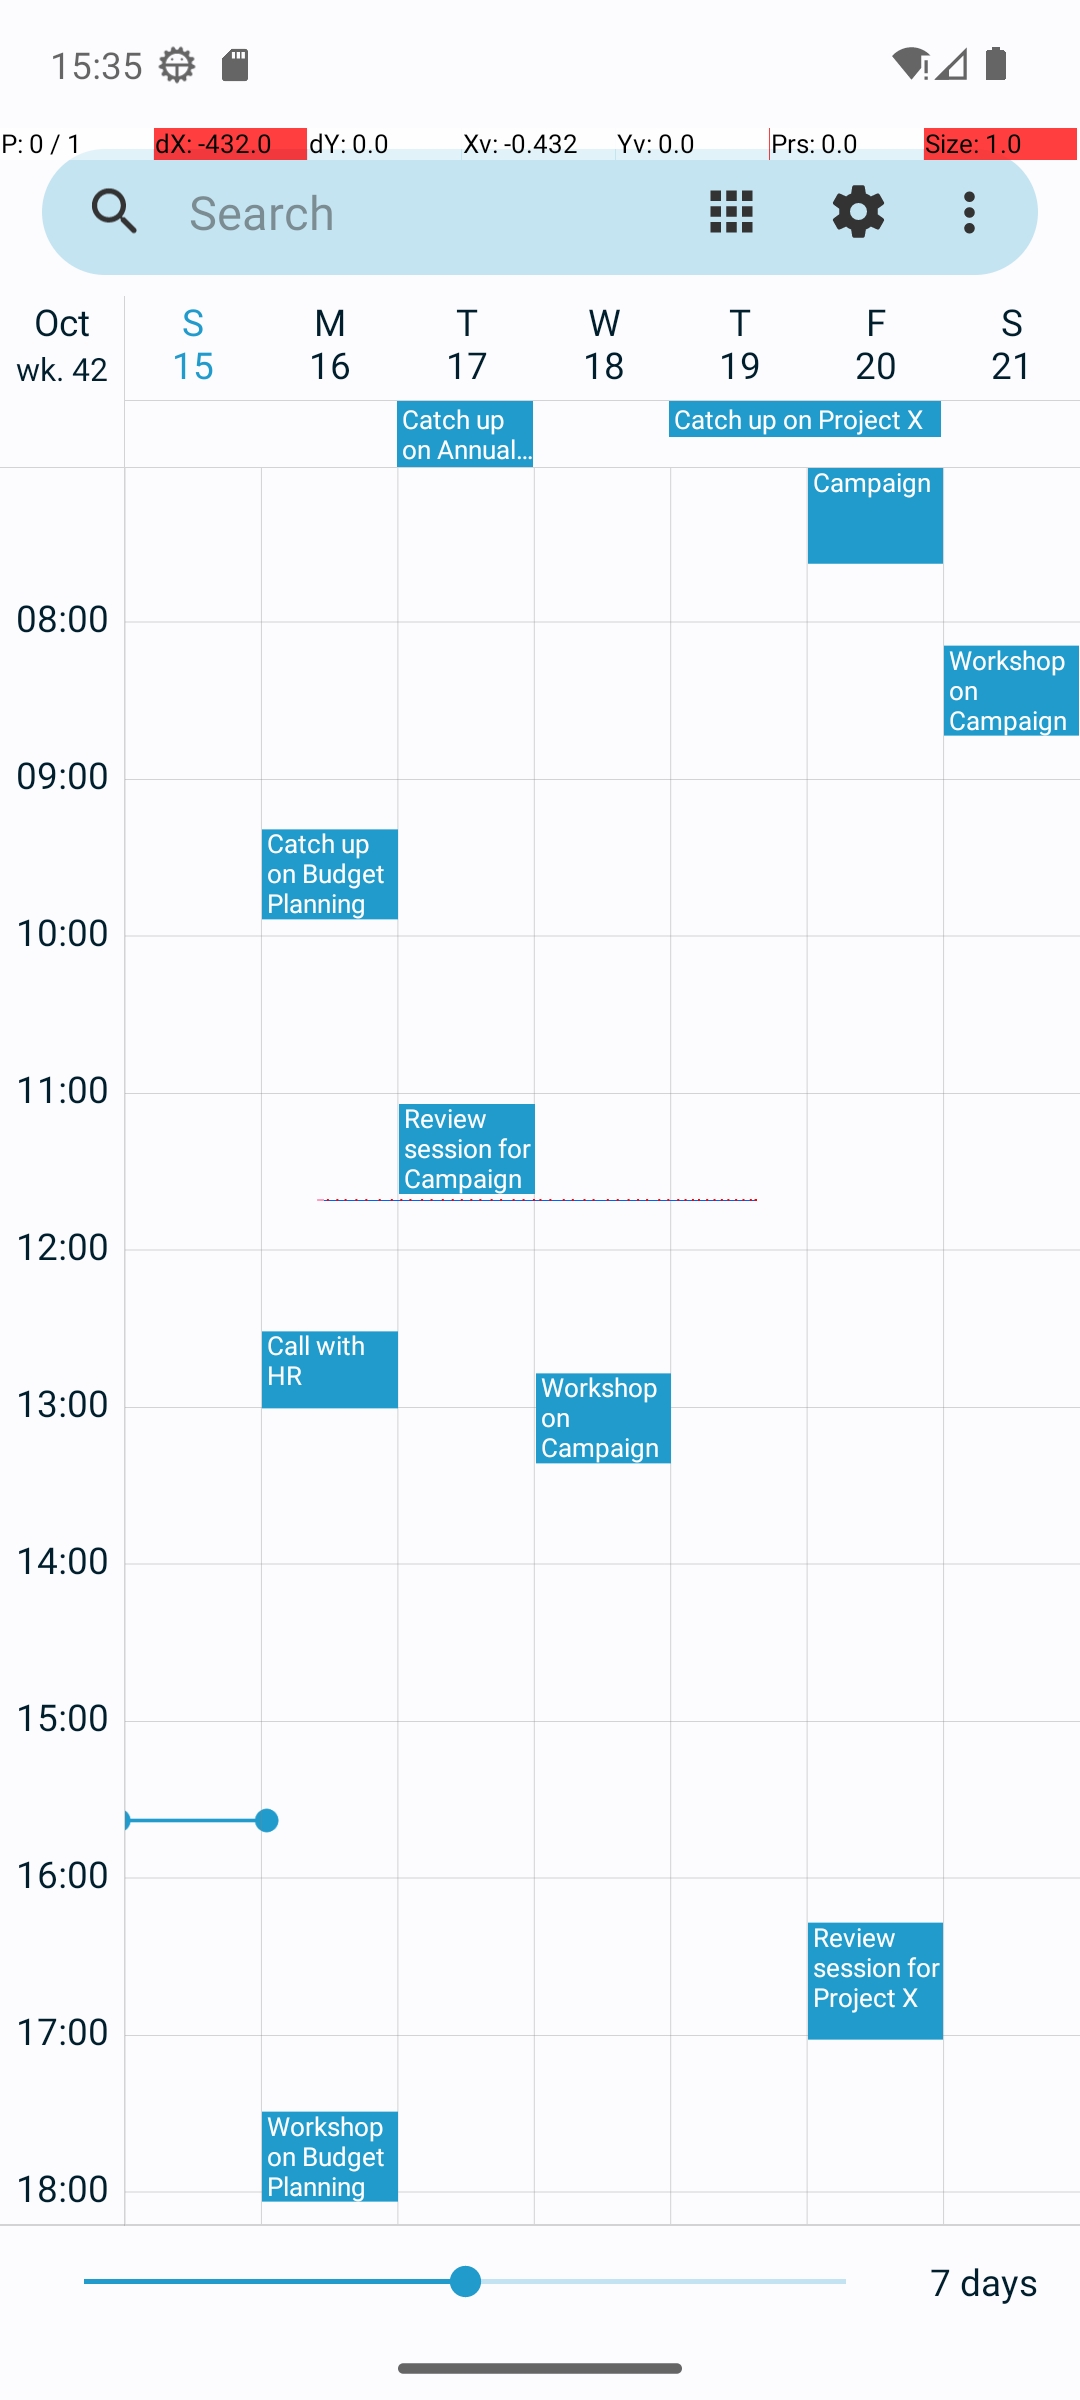 15:35
P: 0 / 1 dX: -432.0 dY: 0.0 Xv: -0.432 Yv: 0.0 Prs: 0.0 Size: 1.0
Search
Oct S M T W T F S
wk. 42 15 16 17 18 19 20 21
Catch up
on Annual…
Catch up on Project X
Campaign
08:00
Workshop
on
Campaign
09:00
Catch up
on Budget
Planning
10:00
11:00
Review
session for
Campaign
12:00
Call with
HR
Workshop
on
Campaign
13:00
14:00
15:00
16:00
Review
session for
Project X
17:00
Workshop
on Budget
Planning
18:00
7 days